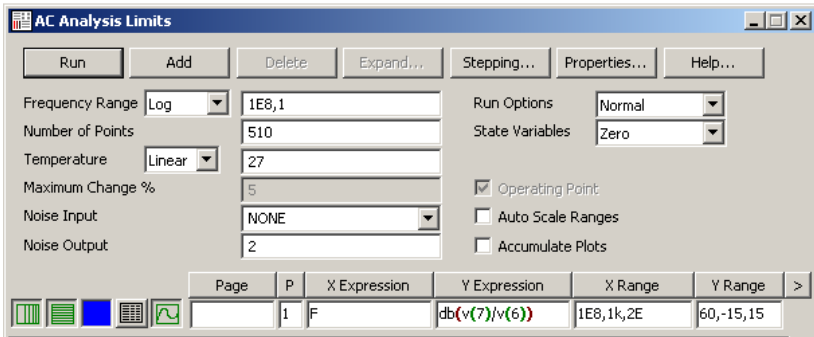 AC Analysis Limits
Run Add Delete Expand... Stepping... Properties... Help...
Frequency Range Log 1E8,1 Run Options Normal
Number of Points 510 State Variables Zero
Temperature Linear 27
Maximum Change % 5 Operating Point
Noise Input NONE Auto Scale Ranges
Noise Output 2 Accumulate Plots
Page P X Expression Y Expression X Range Y Range >
1 F db(v(7)/v(6)) 1E8,1k,2E 60,-15,15